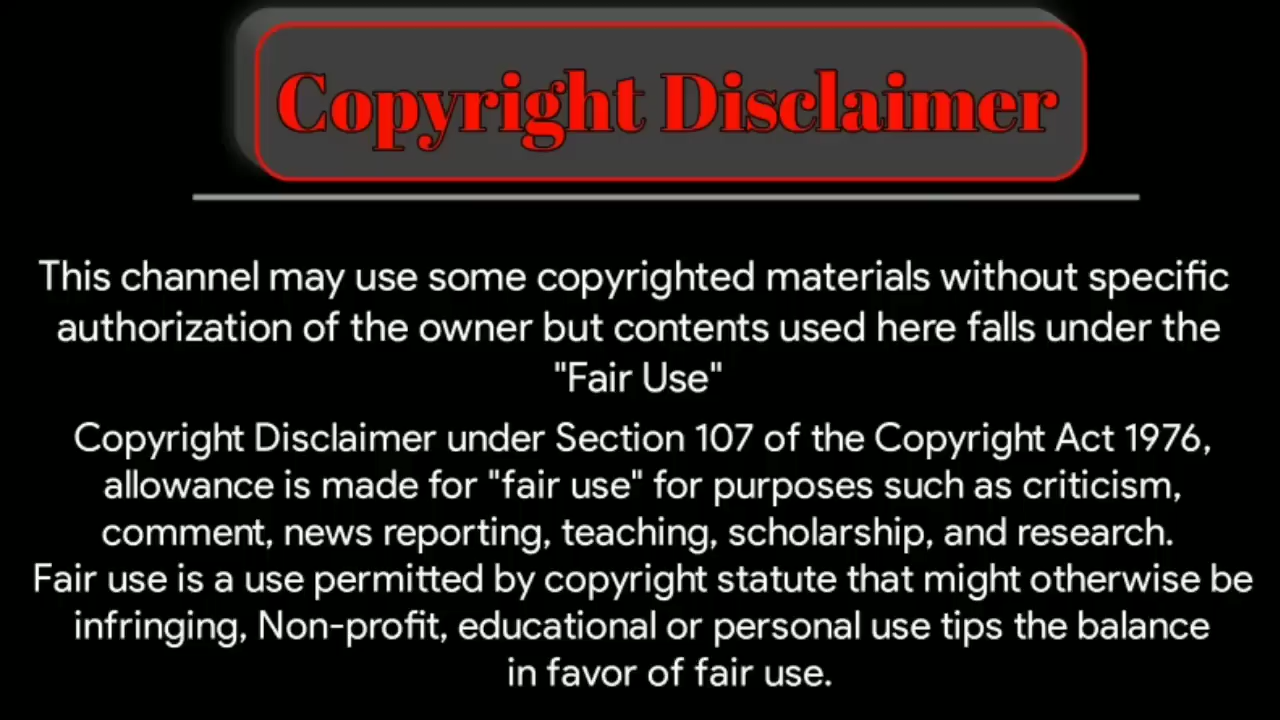 Copyright Disclaimer
This channel may use some copyrighted materials without specific
authorization of the owner but contents used here falls under the
"Fair Use"
Copyright Disclaimer under Section 107 of the Copyright Act 1976,
allowance is made for "fair use" for purposes such as criticism,
comment, news reporting, teaching, scholarship, and research.
Fair use is a use permitted by copyright statute that might otherwise be
infringing, Non-profit, educational or personal use tips the balance
in favor of fair use.